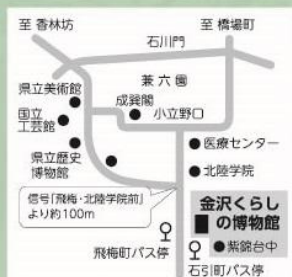 至 香林坊
至 橋場町
石川門
兼六園
県立美術館
成巽閣
小立野口
国立
工芸館
医療センター
県立歴史
博物館
北陸学院
信号「飛梅・北陸学院前」
より約100m
金沢くらし
の博物館
紫錦台中
飛梅町バス停
石引町バス停